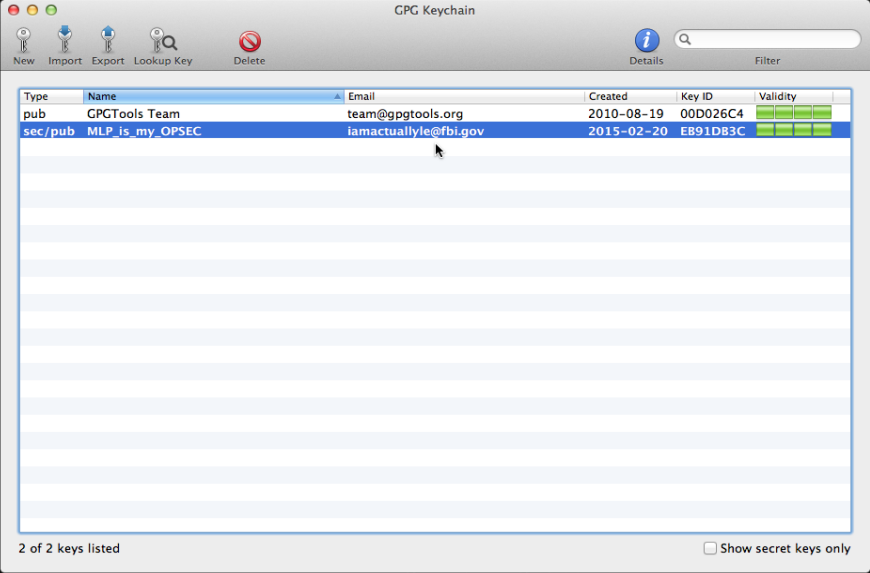 GPG Keychain
New Import Export Lookup Key Delete Details Filter
Type Name Email Created Key ID Validity
pub GPGTools Team team@gpgtools.org 2010-08-19 00D026C4
sec/pub MLP_is_my_OPSEC iamactuallyle@fbi.gov 2015-02-20 EB91DB3C
2 of 2 keys listed Show secret keys only